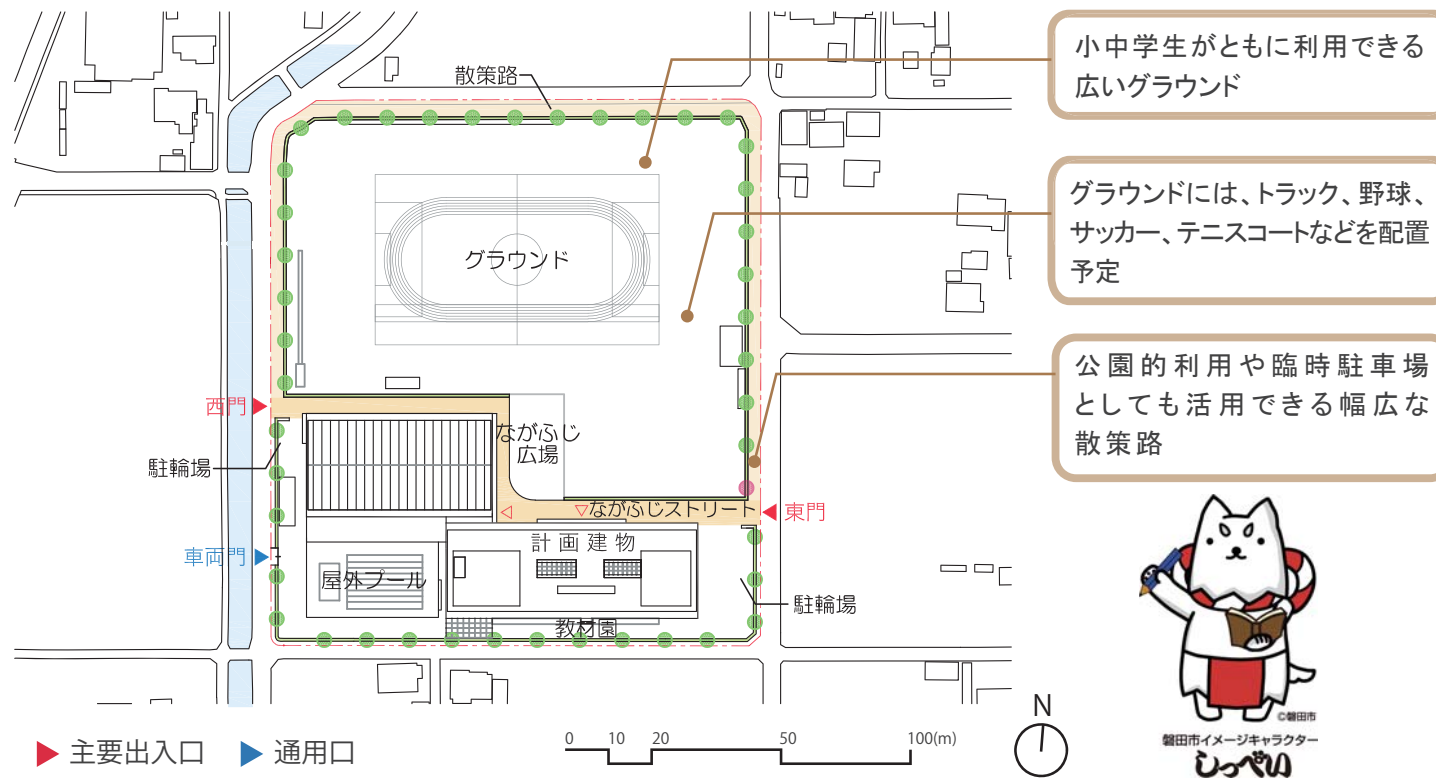 小中学生がともに利用できる
広いグラウンド
グラウンドには、トラック、野球、
サッカー、テニスコートなどを配置
予定
公園的利用や臨時駐車場
としても活用できる幅広な
散策路
散策路
グラウンド
西門
ながふじ
広場
駐輪場
ながふじストリート
東門
計画建物
車両門
屋外プール
駐輪場
教材園
主要出入口
通用口
0 10 20 50 100(m)
N
©磐田市
磐田市イメージキャラクター
しっぺい